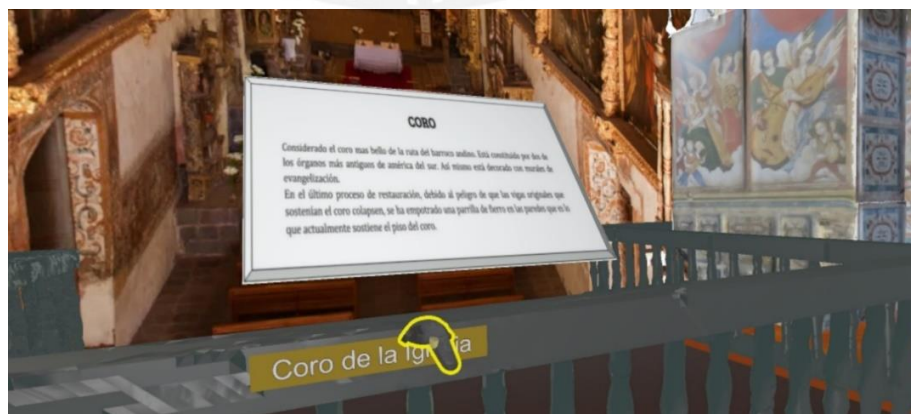 CORO
Considerado el coro mas bello de la ruta del barroco andino. Está constituido por dos de
los órganos más antiguos de américa del sur. Así mismo está decorado con murales de
evangelización.
En el último proceso de restauración, debido al peligro de que las vigas originales que
sostenían el coro colapsen, se ha empotrado una parrilla de fierro en las paredes que es lo
que actualmente sostiene el piso del coro.
Coro de la